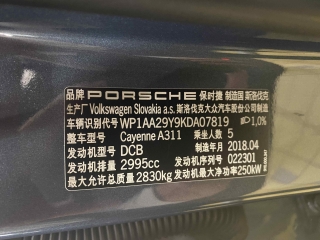 品牌 PORSCHE 保时捷 制造国 斯洛伐克
生产厂 Volkswagen Slovakia a.s. 斯洛伐克大众汽车股份公司制造
车辆识别代号 WP1AA29Y9KDA07819 1,0%
整车型号 Cayenne A311 乘坐人数 5
发动机型号 DCB 制造年月 2018.04
发动机排量 2995cc 发动机序号 022301
最大允许总质量 2830kg 发动机最大净功率 250kW